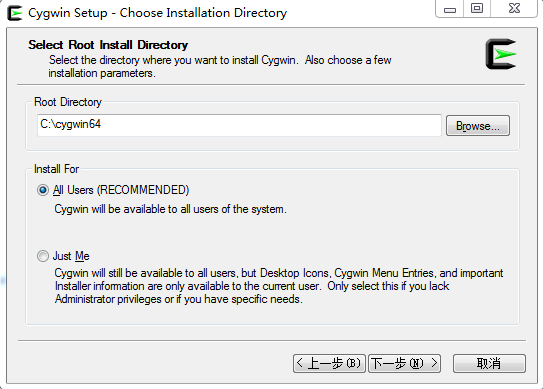 Cygwin Setup - Choose Installation Directory
Select Root Install Directory
Select the directory where you want to install Cygwin. Also choose a few
installation parameters.
Root Directory
C:\cygwin64
Browse...
Install For
All Users (RECOMMENDED)
Cygwin will be available to all users of the system.
Just Me
Cygwin will still be available to all users, but Desktop Icons, Cygwin Menu Entries, and important
Installer information are only available to the current user. Only select this if you lack
Administrator privileges or if you have specific needs.
< 上一步(B) 下一步(N) > 取消